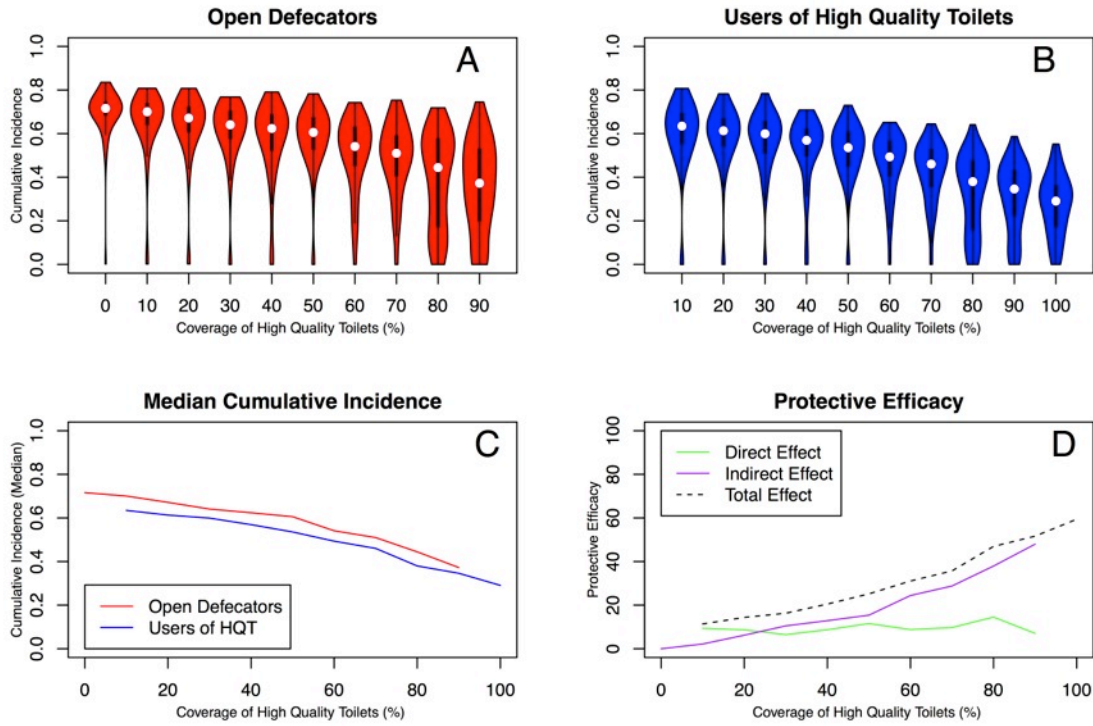 Open Defecators
A
Cumulative Incidence
1.0
0.8
0.6
0.4
0.2
0.0
0 10 20 30 40 50 60 70 80 90
Coverage of High Quality Toilets (%)
Users of High Quality Toilets
B
Cumulative Incidence
1.0
0.8
0.6
0.4
0.2
0.0
10 20 30 40 50 60 70 80 90 100
Coverage of High Quality Toilets (%)
Median Cumulative Incidence
C
Cumulative Incidence (Median)
1.0
0.8
0.6
0.4
0.2
0.0
Open Defecators
Users of HQT
0 20 40 60 80 100
Coverage of High Quality Toilets (%)
Protective Efficacy
D
Protective Efficacy
100
80
60
40
20
0
Direct Effect
Indirect Effect
Total Effect
0 20 40 60 80 100
Coverage of High Quality Toilets (%)